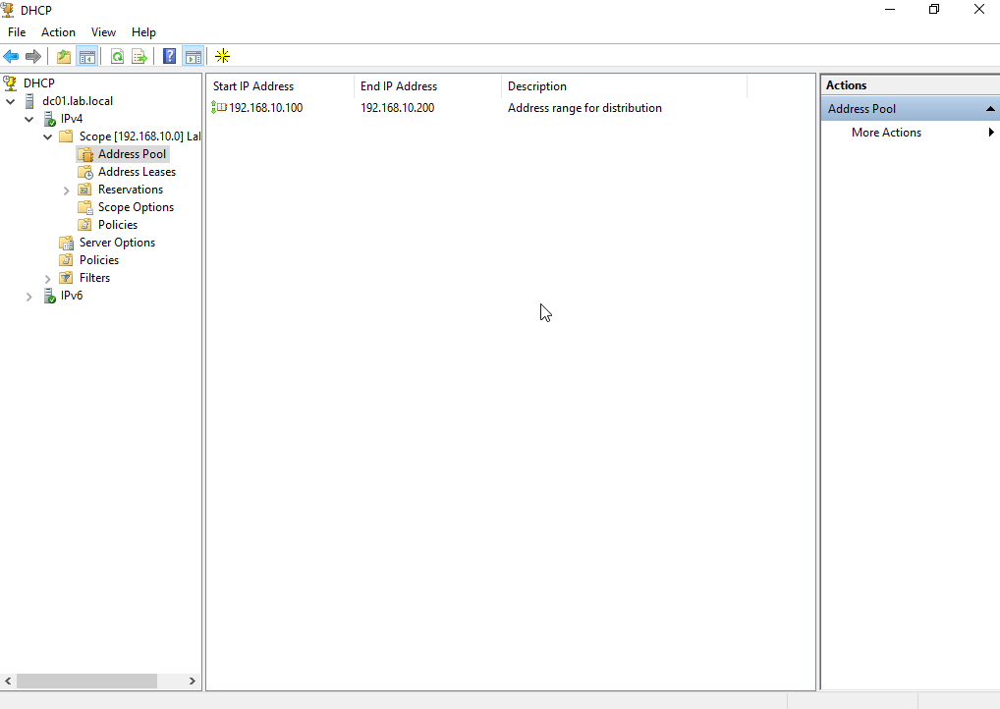 DHCP
File Action View Help
DHCP
dc01.lab.local
IPv4
Scope [192.168.10.0] Lal
Address Pool
Address Leases
Reservations
Scope Options
Policies
Server Options
Policies
Filters
IPv6
Start IP Address End IP Address Description
192.168.10.100 192.168.10.200 Address range for distribution
Actions
Address Pool
More Actions